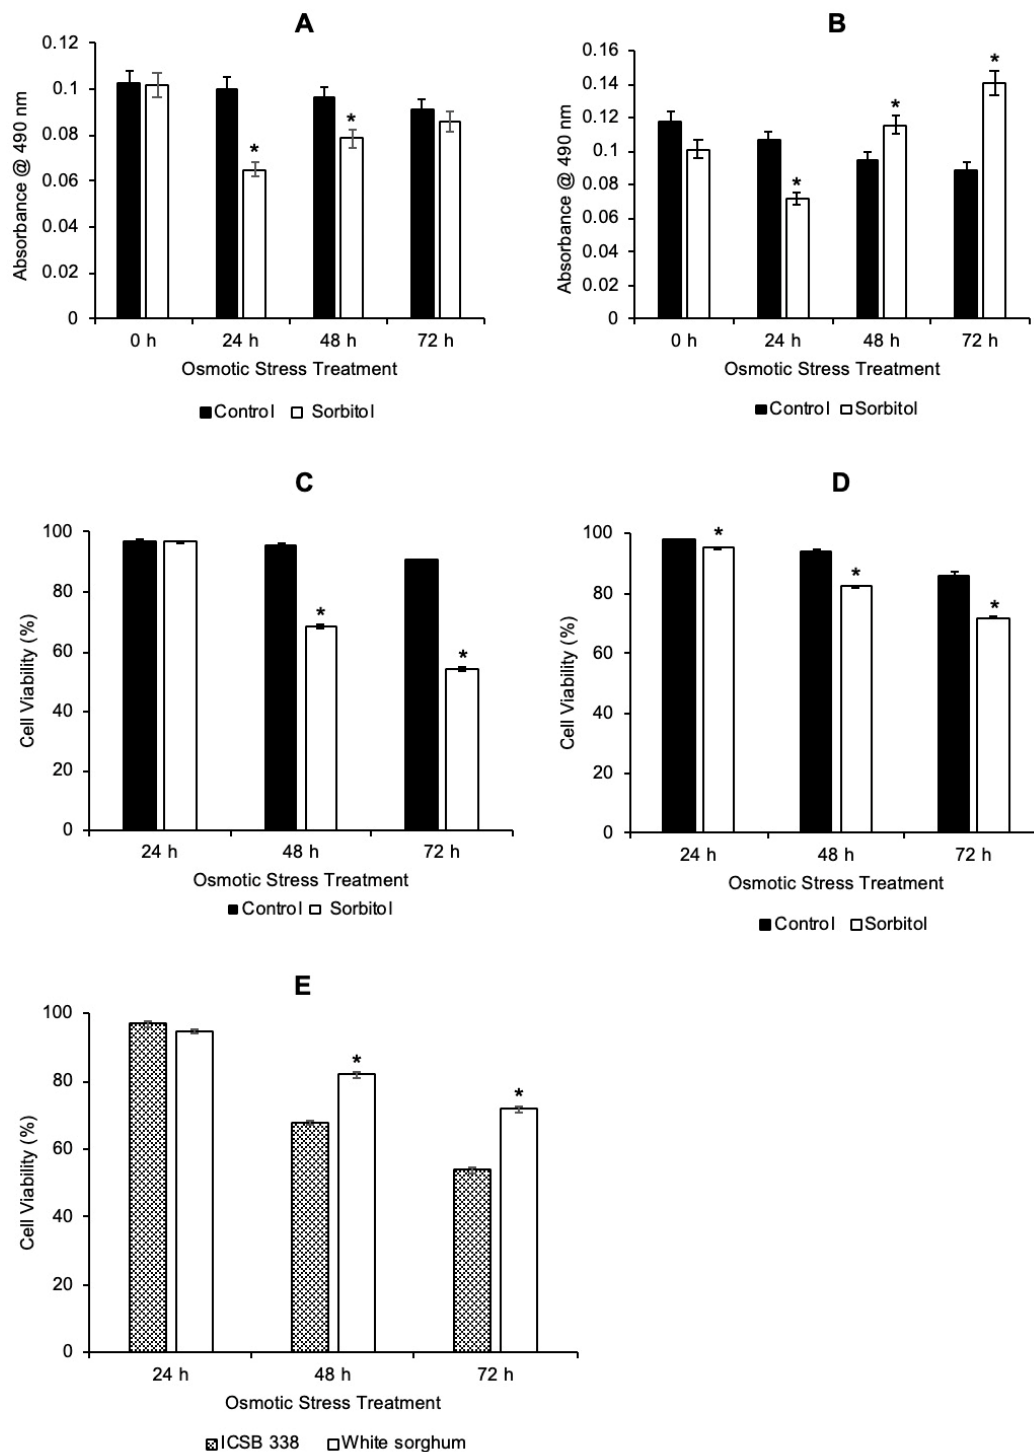 A
Absorbance @ 490 nm
0.12
0.1
0.08
0.06
0.04
0.02
0
*
*
0 h 24 h 48 h 72 h
Osmotic Stress Treatment
Control Sorbitol
B
Absorbance @ 490 nm
0.16
0.14
0.12
0.1
0.08
0.06
0.04
0.02
0
*
*
*
0 h 24 h 48 h 72 h
Osmotic Stress Treatment
Control Sorbitol
C
Cell Viability (%)
100
80
60
40
20
0
*
*
24 h 48 h 72 h
Osmotic Stress Treatment
Control Sorbitol
D
Cell Viability (%)
100
80
60
40
20
0
*
*
*
24 h 48 h 72 h
Osmotic Stress Treatment
Control Sorbitol
E
Cell Viability (%)
100
80
60
40
20
0
*
*
24 h 48 h 72 h
Osmotic Stress Treatment
ICSB 338 White sorghum